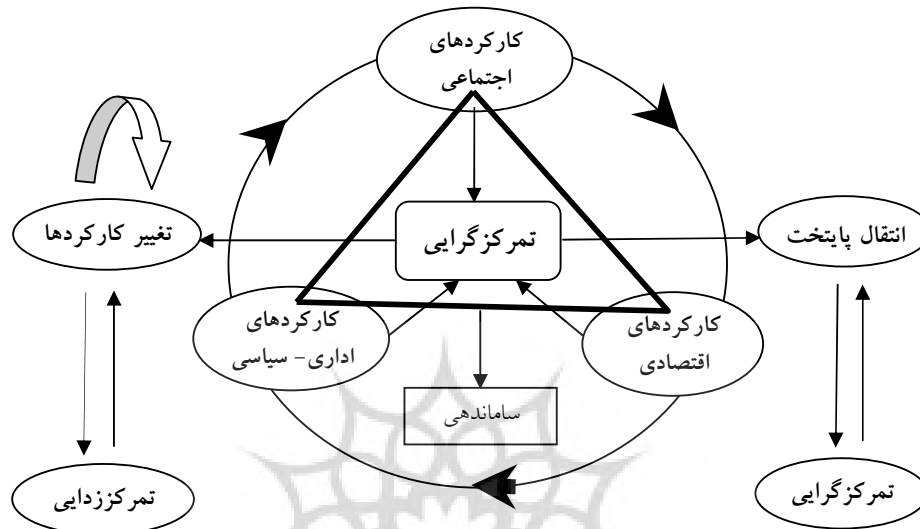 کارکردهای
اجتماعی
تغییر کارکردها
تمرکزگرایی
انتقال پایتخت
کارکردهای
اداری- سیاسی
کارکردهای
اقتصادی
ساماندهی
تمرکززدایی
تمرکزگرایی